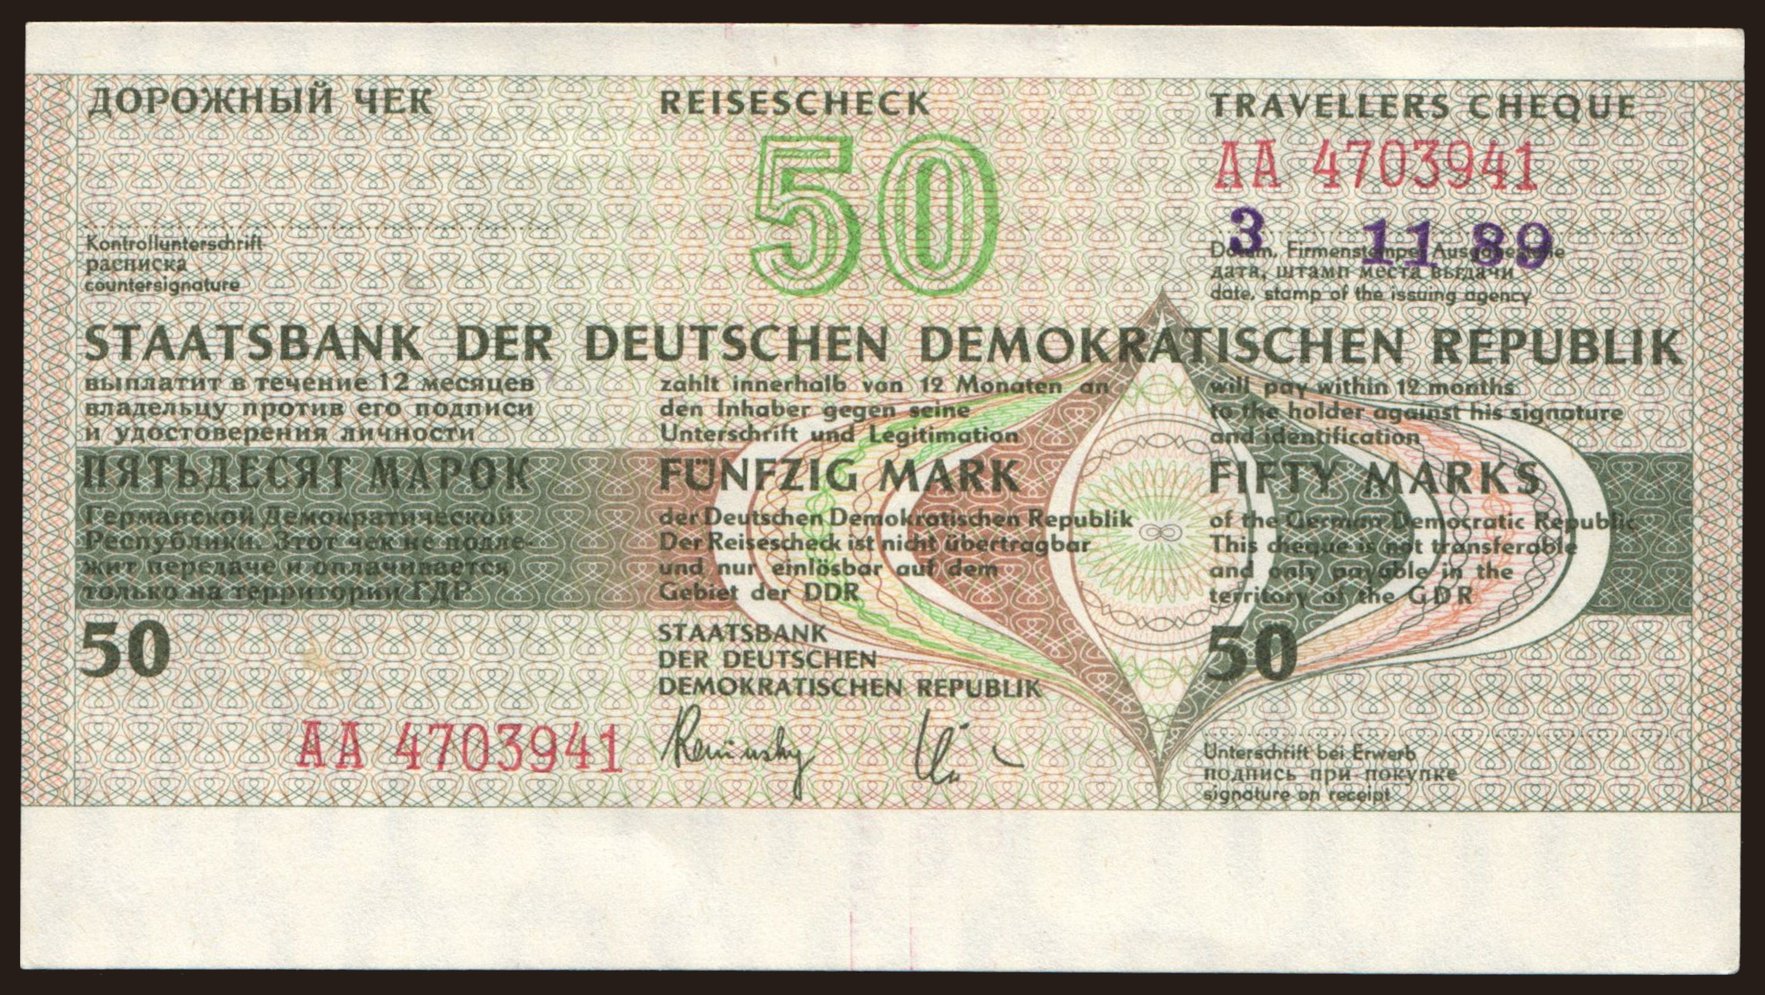 ДОРОЖНЫЙ ЧЕК
REISESCHECK
TRAVELLERS CHEQUE
50
AA 4703941
3 11 89
Kontrollunterschrift
расписка
countersignature
Datum, Firmenstempel Ausgabestelle
дата, штамп места выдачи
date, stamp of the issuing agency
STAATSBANK DER DEUTSCHEN DEMOKRATISCHEN REPUBLIK
выплатит в течение 12 месяцев
владельцу против его подписи
и удостоверения личности
ПЯТЬДЕСЯТ МАРОК
Германской Демократической
Республики. Этот чек не подле-
жит передаче и оплачивается
только на территории ГДР
50
zahlt innerhalb von 12 Monaten an
den Inhaber gegen seine
Unterschrift und Legitimation
FÜNFZIG MARK
der Deutschen Demokratischen Republik
Der Reisescheck ist nicht übertragbar
und nur einlösbar auf dem
Gebiet der DDR
STAATSBANK
DER DEUTSCHEN
DEMOKRATISCHEN REPUBLIK
will pay within 12 months
to the holder against his signature
and identification
FIFTY MARKS
of the German Democratic Republic
This cheque is not transferable
and only payable in the
territory of the GDR
50
AA 4703941
Unterschrift bei Erwerb
подпись при покупке
signature on receipt